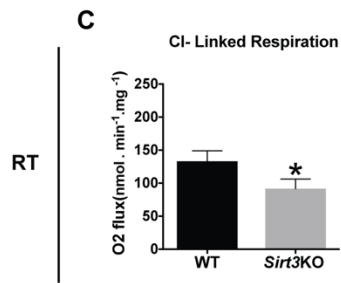 C
CI- Linked Respiration
RT
O2 flux(nmol. min-1.mg -1)
250
200
150
100
50
0
*
WT
Sirt3KO